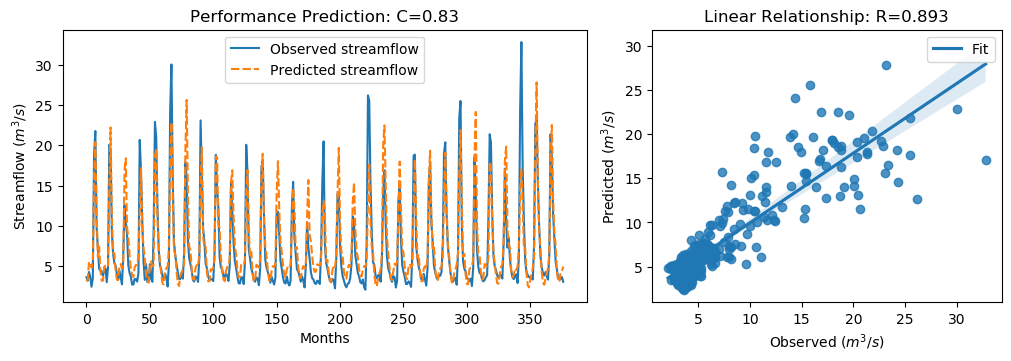 Performance Prediction: C=0.83
Streamflow (m³/s)
30
25
20
15
10
5
Observed streamflow
Predicted streamflow
0 50 100 150 200 250 300 350
Months
Linear Relationship: R=0.893
Predicted (m³/s)
30
25
20
15
10
5
Fit
5 10 15 20 25 30
Observed (m³/s)